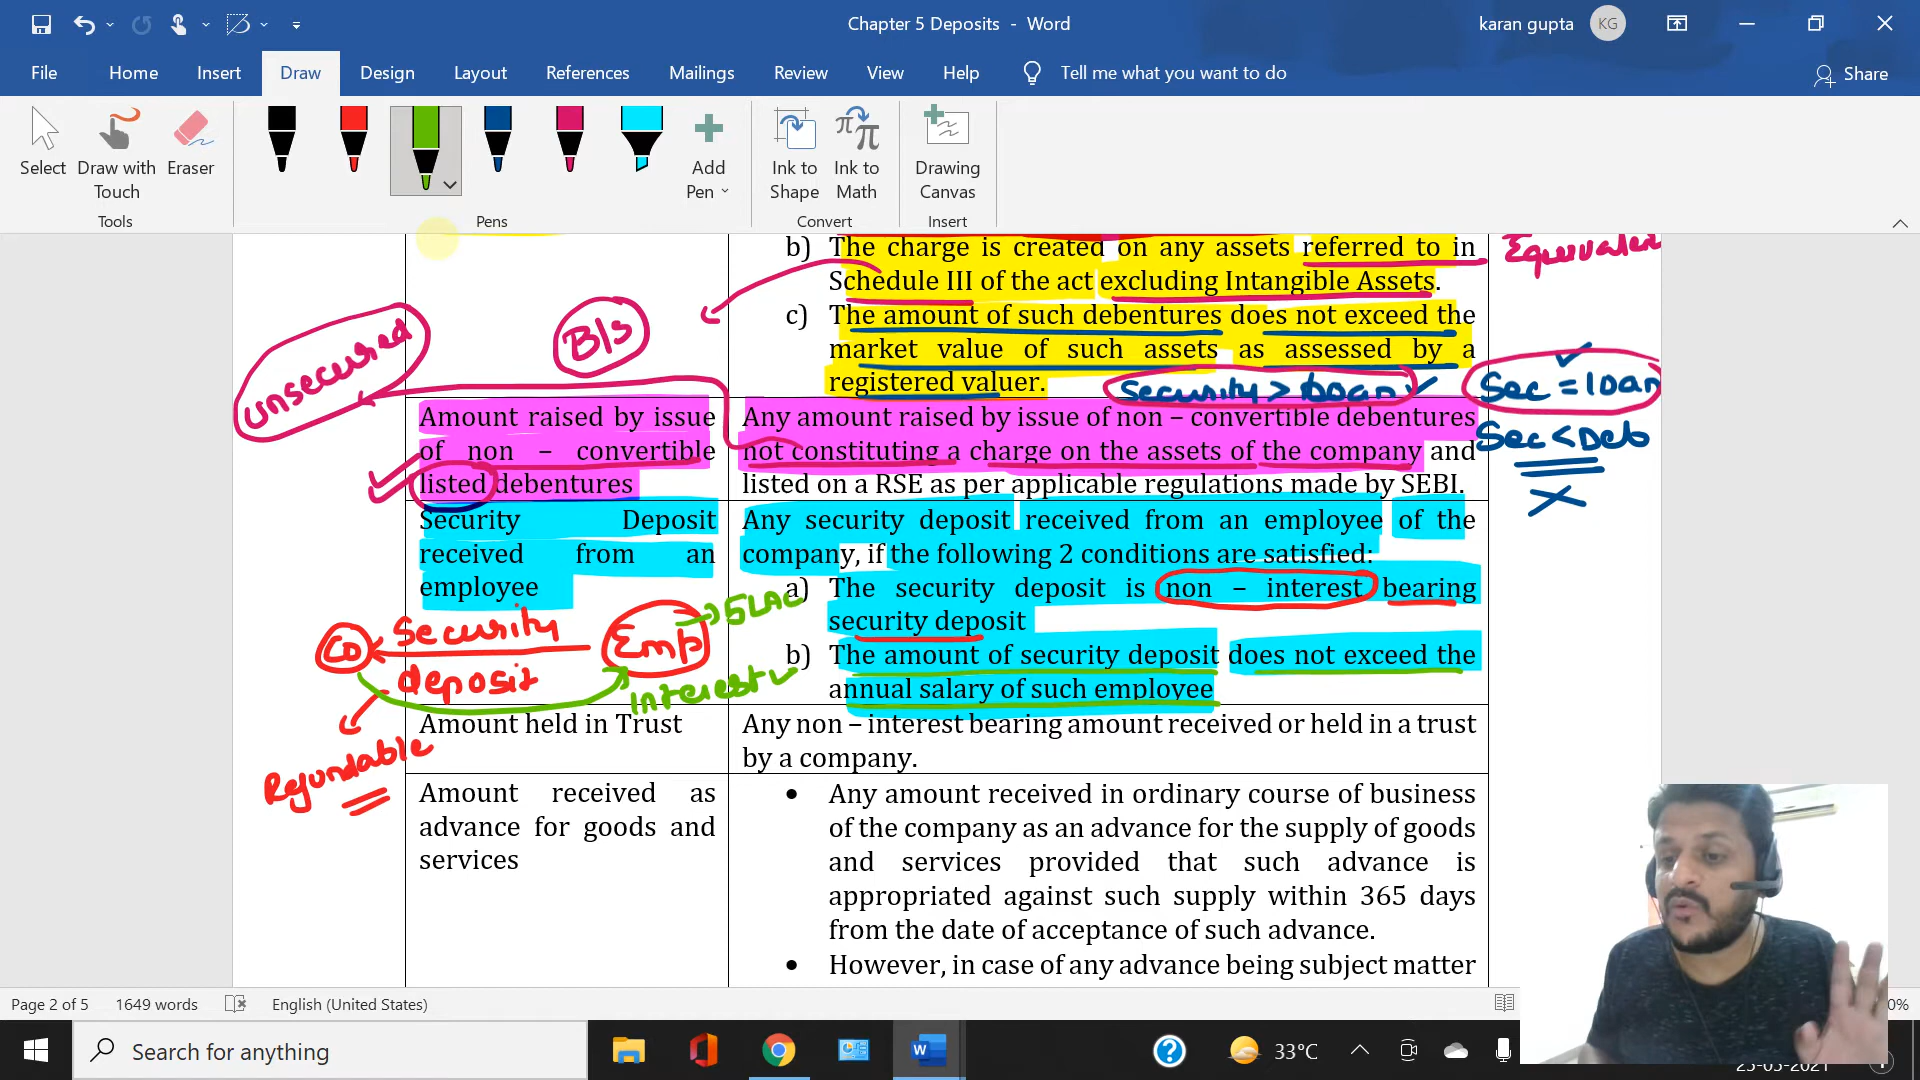 Chapter 5 Deposits - Word
karan gupta
KG
File Home Insert Draw Design Layout References Mailings Review View Help Tell me what you want to do Share
Select
Draw with Touch
Eraser
Tools
Pens
Add Pen
Ink to Shape
Ink to Math
Convert
Drawing Canvas
Insert
b) The charge is created on any assets referred to in
Schedule III of the act excluding Intangible Assets.
c) The amount of such debentures does not exceed the
market value of such assets as assessed by a
registered valuer.
Equivalent
B/s
unsecured
Security > Loan
Sec = loan
Sec < Deb
Amount raised by issue
of non – convertible
listed debentures
Any amount raised by issue of non – convertible debentures
not constituting a charge on the assets of the company and
listed on a RSE as per applicable regulations made by SEBI.
Security Deposit
received from an
employee
Any security deposit received from an employee of the
company, if the following 2 conditions are satisfied:
a) The security deposit is non – interest bearing
security deposit
b) The amount of security deposit does not exceed the
annual salary of such employee
Co
Security
deposit
Emp
5LAC
interest
Refundable
Amount held in Trust
Any non – interest bearing amount received or held in a trust
by a company.
Amount received as
advance for goods and
services
• Any amount received in ordinary course of business
of the company as an advance for the supply of goods
and services provided that such advance is
appropriated against such supply within 365 days
from the date of acceptance of such advance.
• However, in case of any advance being subject matter
Page 2 of 5 1649 words English (United States)
Search for anything
33°C